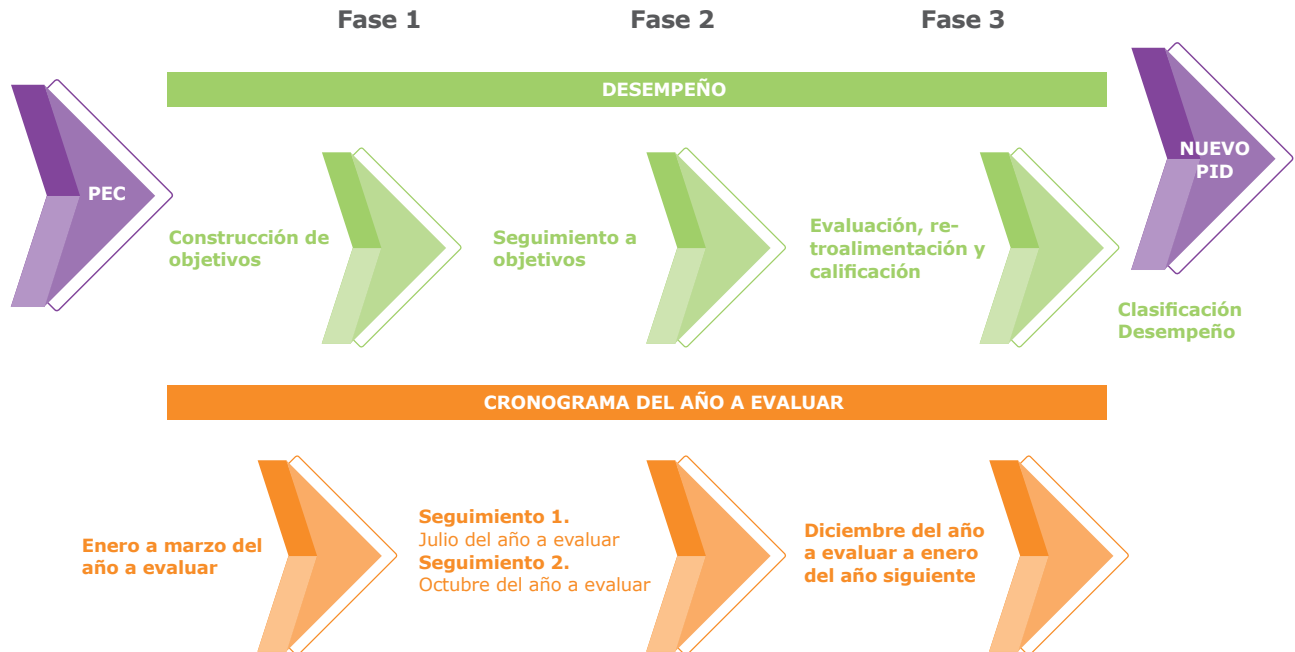 Fase 1
Fase 2
Fase 3
DESEMPEÑO
PEC
NUEVO
PID
Construcción de
objetivos
Seguimiento a
objetivos
Evaluación, re-
troalimentación y
calificación
Clasificación
Desempeño
CRONOGRAMA DEL AÑO A EVALUAR
Enero a marzo del
año a evaluar
Seguimiento 1.
Julio del año a evaluar
Seguimiento 2.
Octubre del año a evaluar
Diciembre del año
a evaluar a enero
del año siguiente